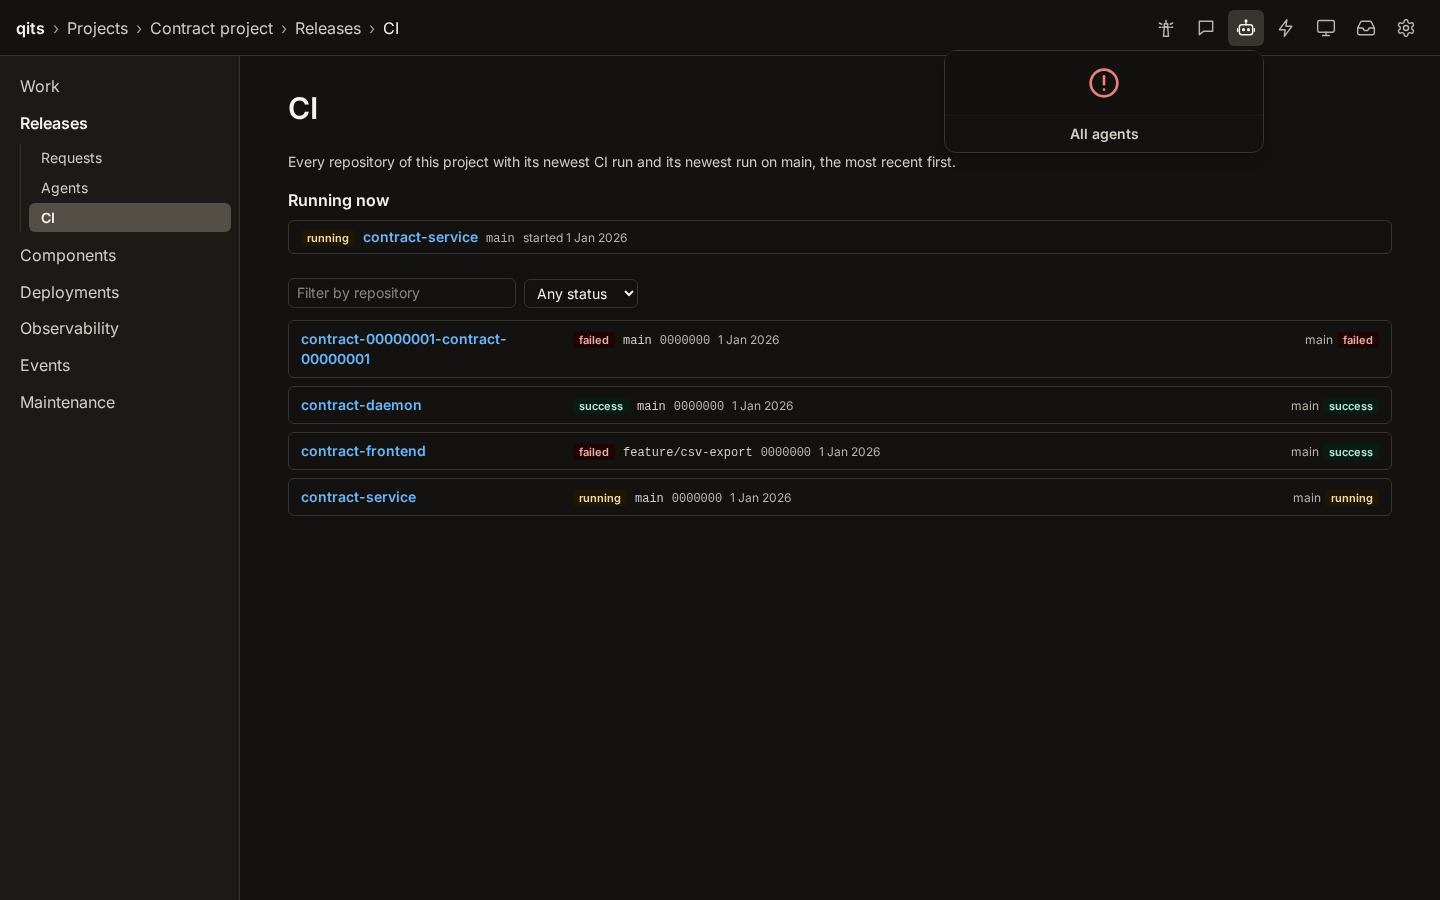 qits › Projects › Contract project › Releases › CI
All agents
Work
Releases
Requests
Agents
CI
Components
Deployments
Observability
Events
Maintenance
CI
Every repository of this project with its newest CI run and its newest run on main, the most recent first.
Running now
running contract-service main started 1 Jan 2026
Filter by repository Any status
contract-00000001-contract-
00000001 failed main 0000000 1 Jan 2026 main failed
contract-daemon success main 0000000 1 Jan 2026 main success
contract-frontend failed feature/csv-export 0000000 1 Jan 2026 main success
contract-service running main 0000000 1 Jan 2026 main running